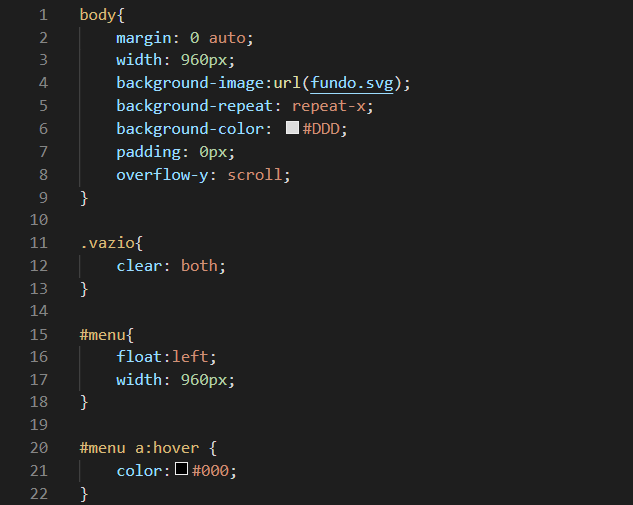 1 body{
2 margin: 0 auto;
3 width: 960px;
4 background-image:url(fundo.svg);
5 background-repeat: repeat-x;
6 background-color: #DDD;
7 padding: 0px;
8 overflow-y: scroll;
9 }
10
11 .vazio{
12 clear: both;
13 }
14
15 #menu{
16 float:left;
17 width: 960px;
18 }
19
20 #menu a:hover {
21 color: #000;
22 }